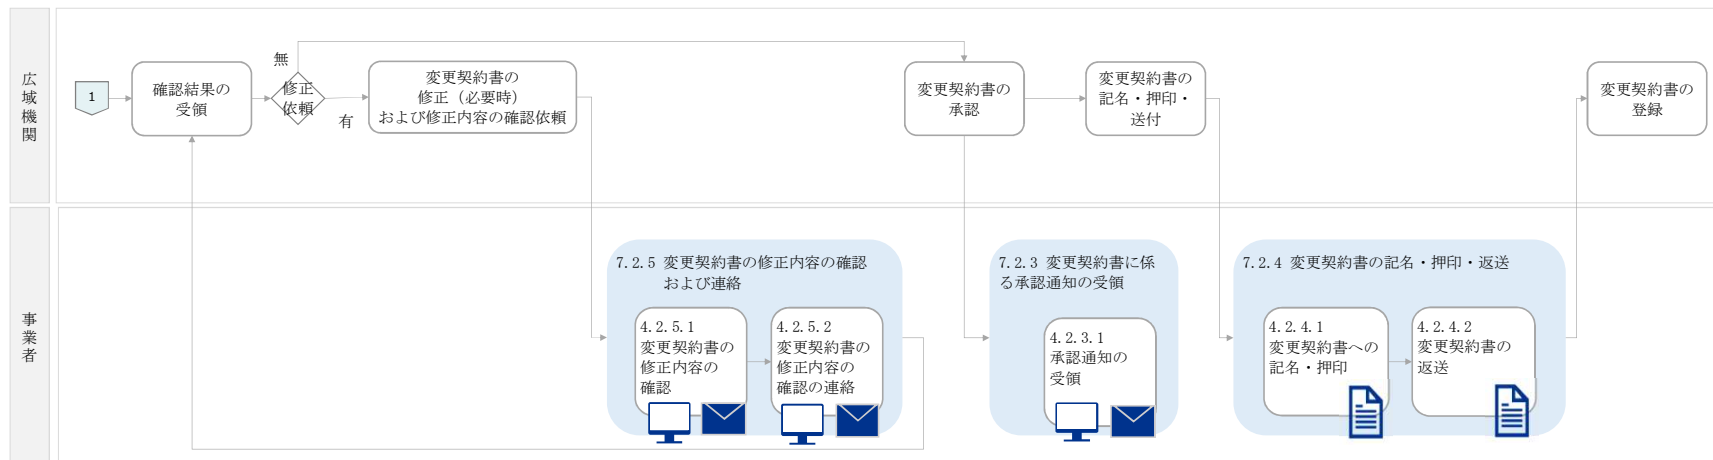 広域機関
1
確認結果の
受領
無
修正
依頼
有
変更契約書の
修正（必要時）
および修正内容の確認依頼
変更契約書の
承認
変更契約書の
記名・押印・
送付
変更契約書の
登録
事業者
7.2.5 変更契約書の修正内容の確認
および連絡
4.2.5.1
変更契約書の
修正内容の
確認
4.2.5.2
変更契約書の
修正内容の
確認の連絡
7.2.3 変更契約書に係
る承認通知の受領
4.2.3.1
承認通知の
受領
7.2.4 変更契約書の記名・押印・返送
4.2.4.1
変更契約書への
記名・押印
4.2.4.2
変更契約書の
返送